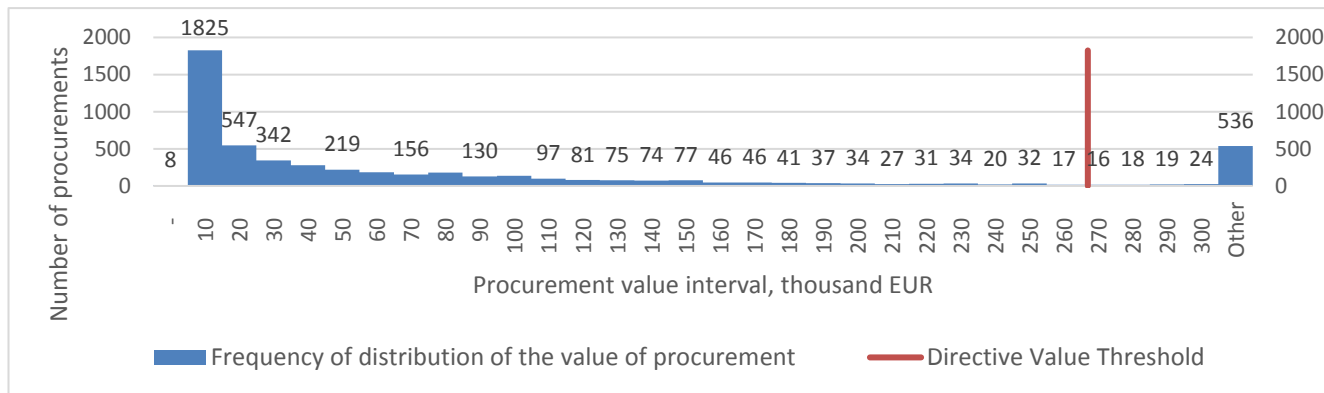 1825
2000 2000
Number of procurements
1500 1500
1000 1000
547 536
342
500 219 156 130 97 81 75 74 77 46 46 41 37 34 27 31 34 20 32 17 16 18 19 24 500
8
0 0
- 10 20 30 40 50 60 70 80 90 100 110 120 130 140 150 160 170 180 190 200 210 220 230 240 250 260 270 280 290 300 Other
Procurement value interval, thousand EUR
Frequency of distribution of the value of procurement Directive Value Threshold